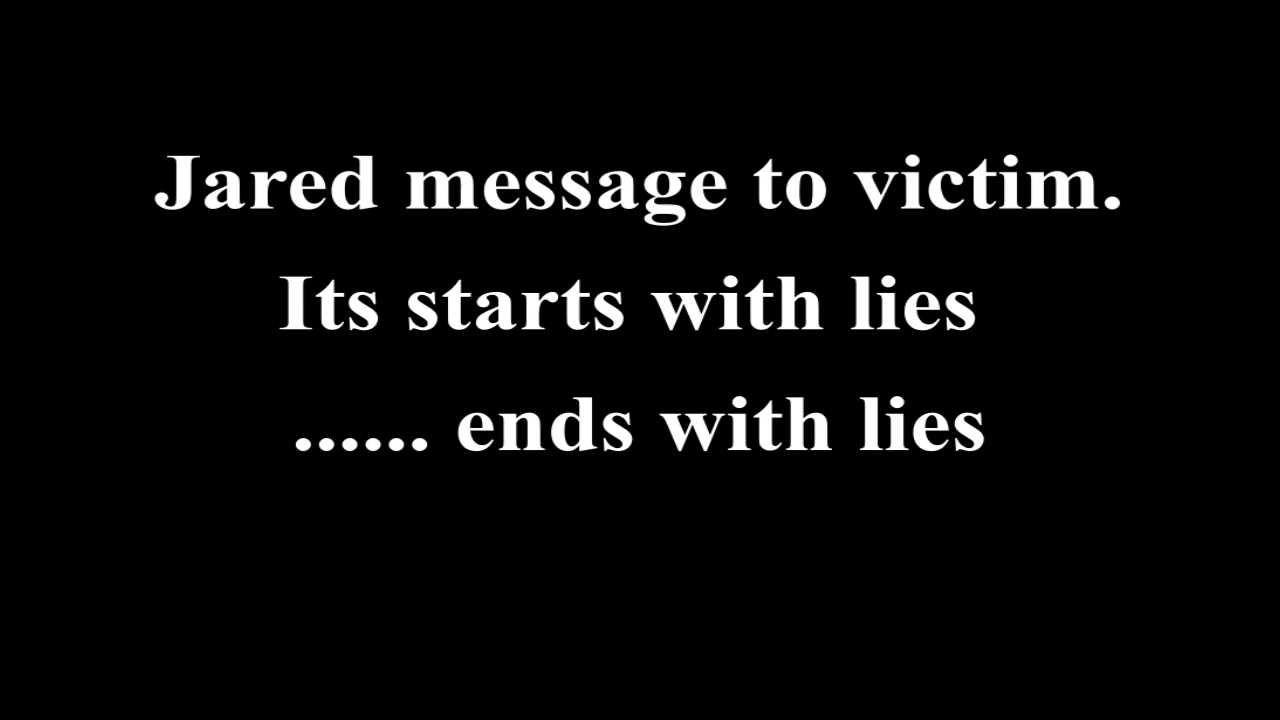 Jared message to victim.
Its starts with lies
...... ends with lies